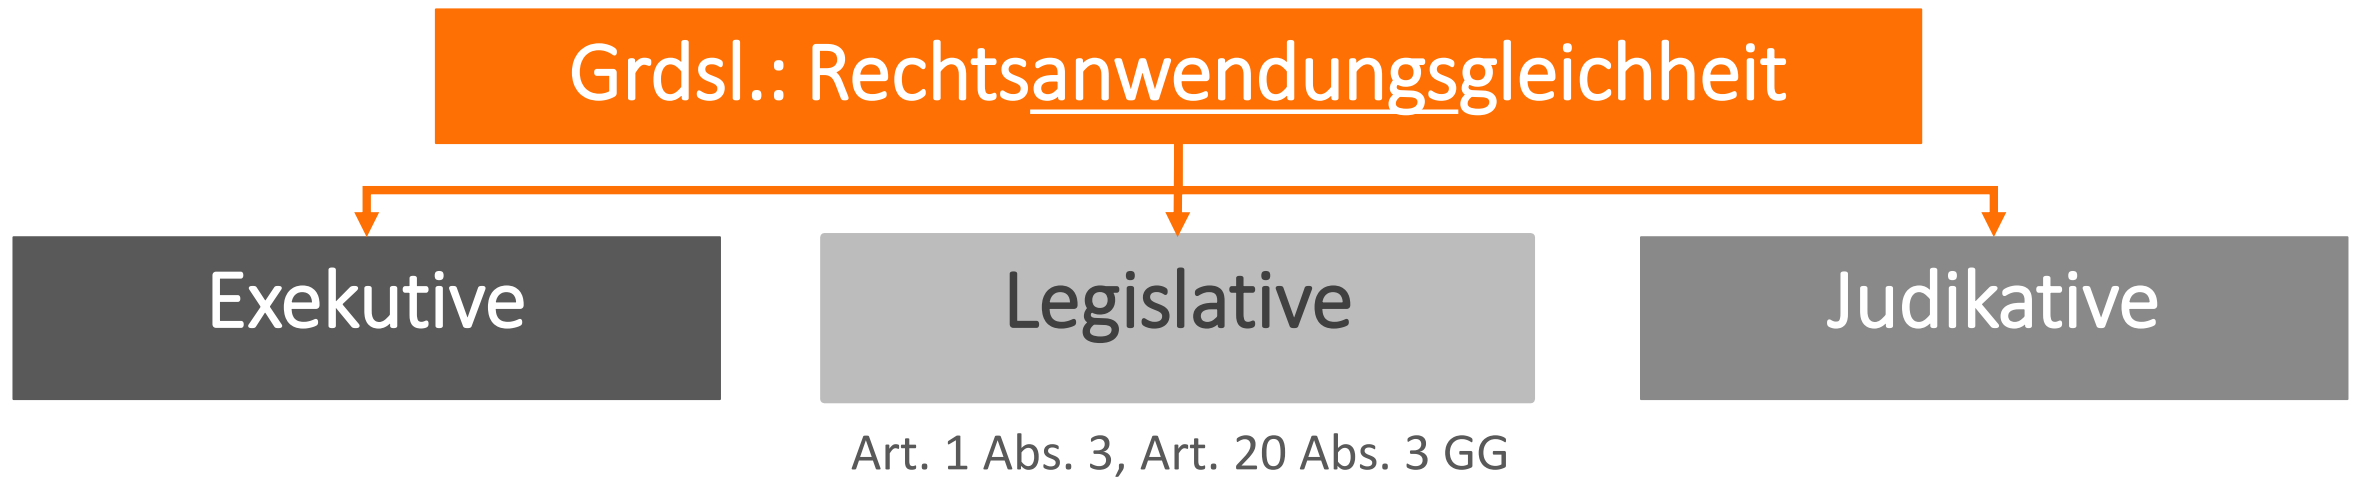 Grdsl.: Rechtsanwendungsgleichheit
Exekutive
Legislative
Judikative
Art. 1 Abs. 3, Art. 20 Abs. 3 GG